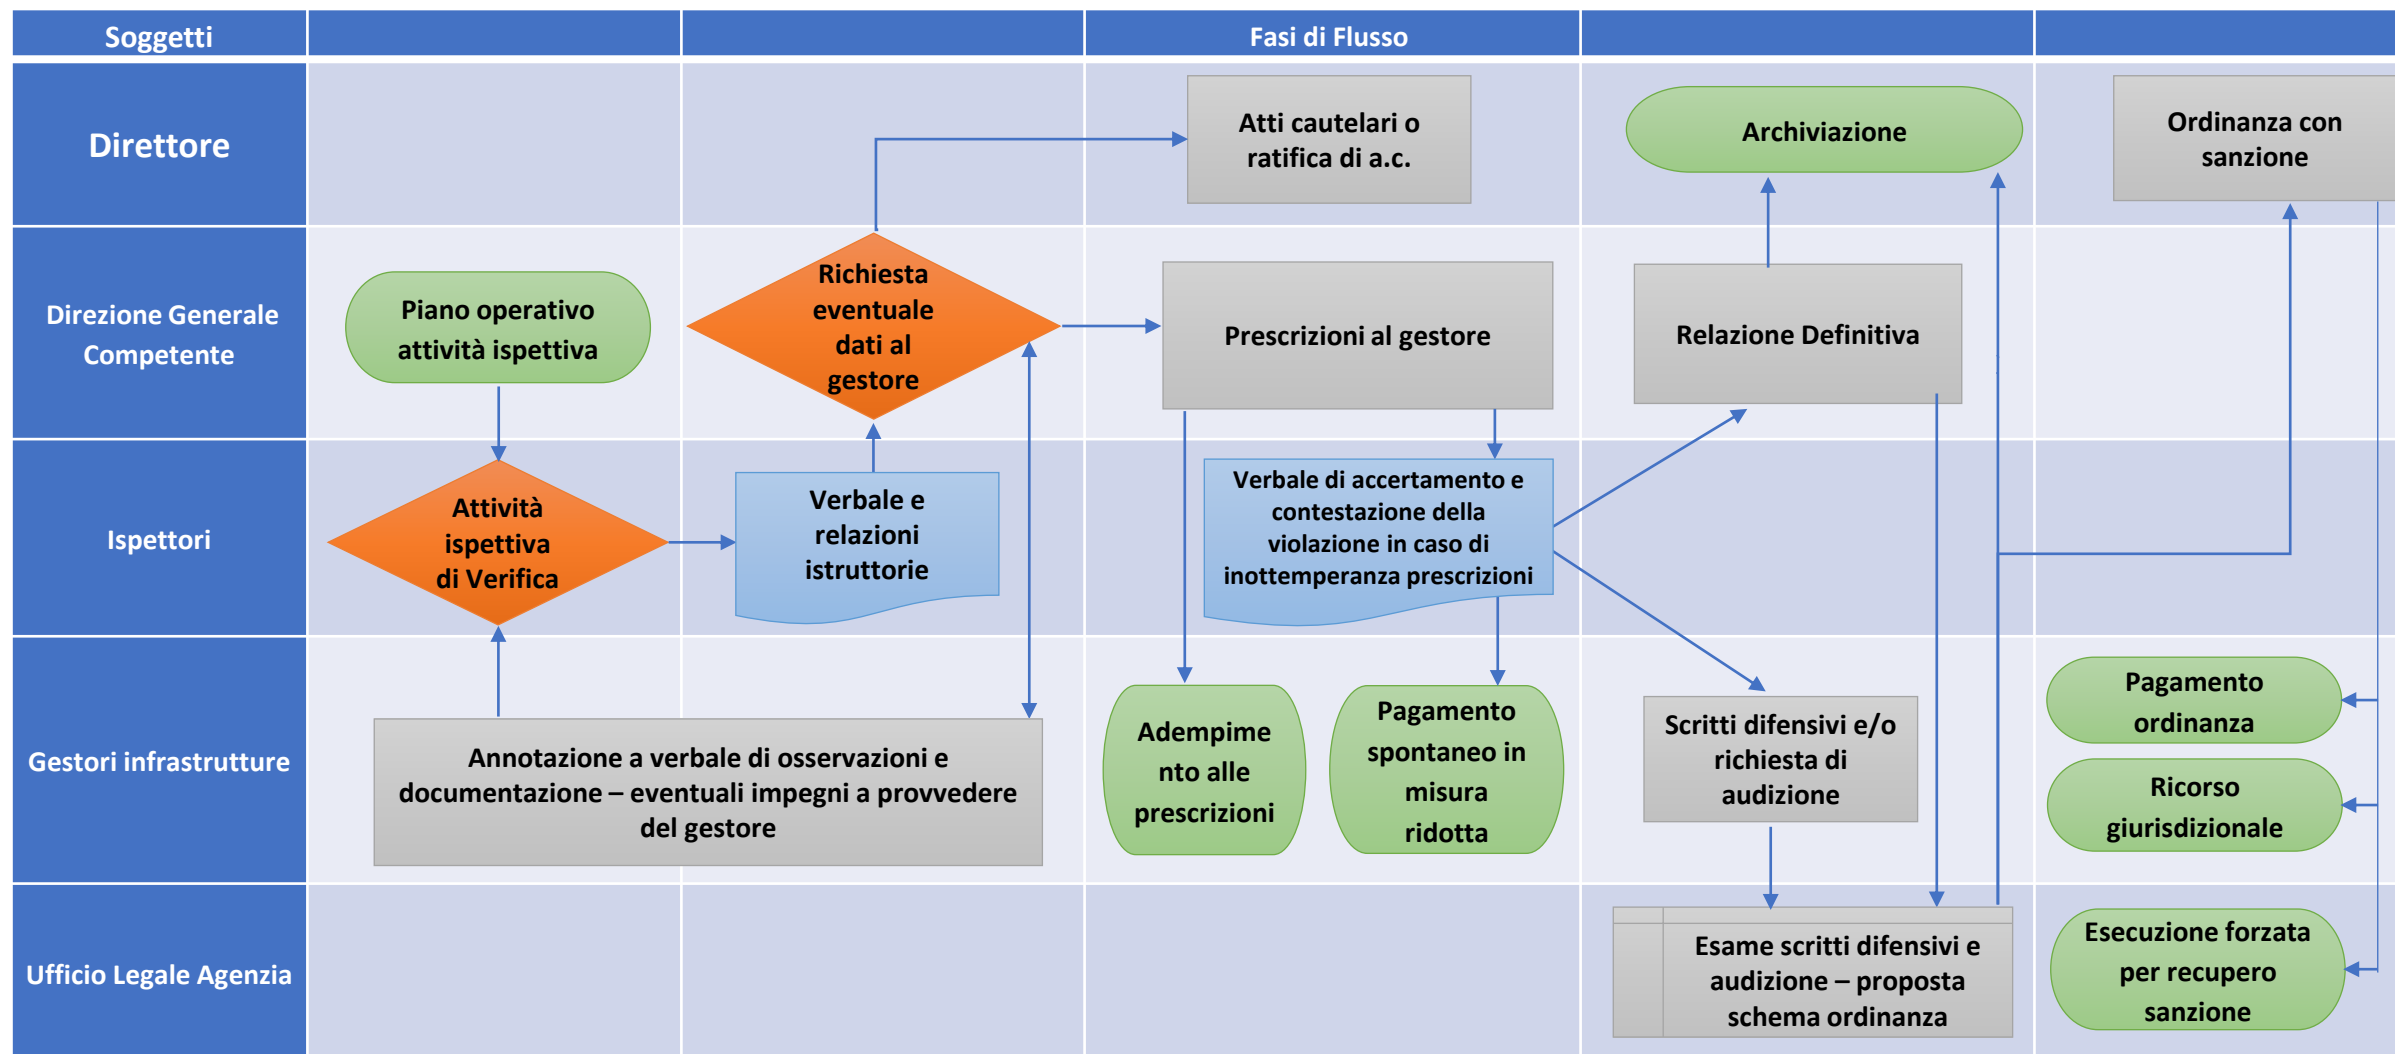 Soggetti
Fasi di Flusso
Direttore
Atti cautelari o
ratifica di a.c.
Archiviazione
Ordinanza con
sanzione
Direzione Generale
Competente
Piano operativo
attività ispettiva
Richiesta
eventuale
dati al
gestore
Prescrizioni al gestore
Relazione Definitiva
Ispettori
Attività
ispettiva
di Verifica
Verbale e
relazioni
istruttorie
Verbale di accertamento e
contestazione della
violazione in caso di
inottemperanza prescrizioni
Gestori infrastrutture
Annotazione a verbale di osservazioni e
documentazione – eventuali impegni a provvedere
del gestore
Adempime
nto alle
prescrizioni
Pagamento
spontaneo in
misura
ridotta
Scritti difensivi e/o
richiesta di
audizione
Pagamento
ordinanza
Ricorso
giurisdizionale
Ufficio Legale Agenzia
Esame scritti difensivi e
audizione – proposta
schema ordinanza
Esecuzione forzata
per recupero
sanzione